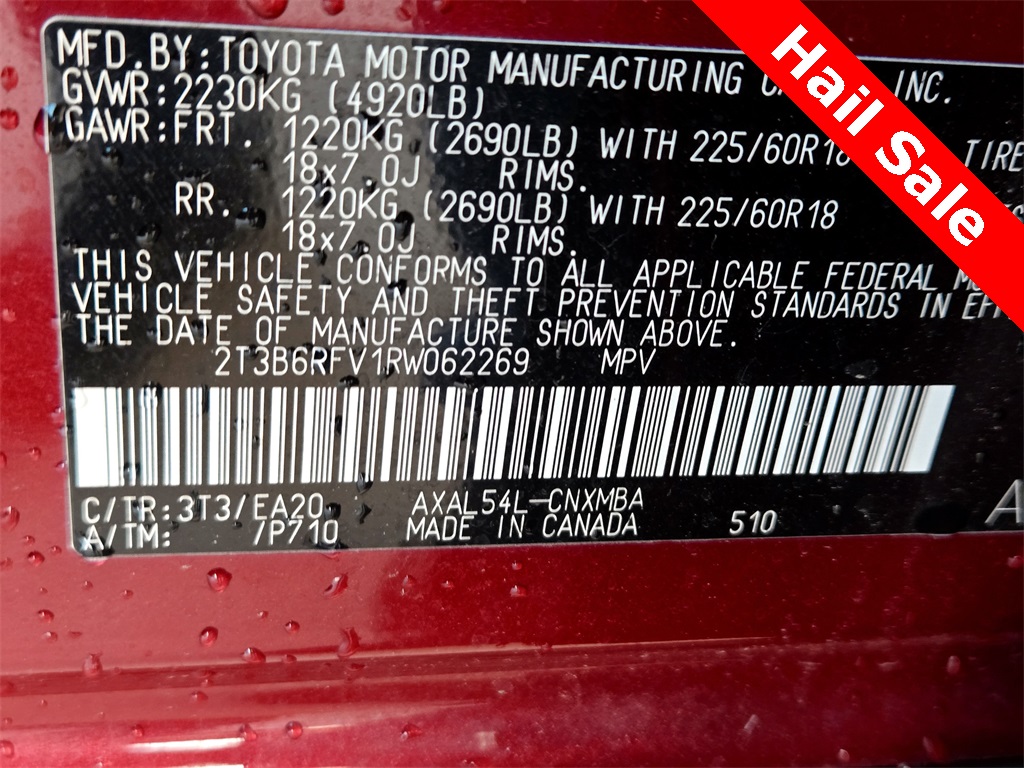 MFD. BY: TOYOTA MOTOR MANUFACTURING INC.
GVWR: 2230KG (4920LB)
GAWR: FRT. 1220KG (2690LB) WITH 225/60R18 TIRE
18x7.0J RIMS.
RR. 1220KG (2690LB) WITH 225/60R18
18x7.0J RIMS.
THIS VEHICLE CONFORMS TO ALL APPLICABLE FEDERAL
VEHICLE SAFETY AND THEFT PREVENTION STANDARDS IN
THE DATE OF MANUFACTURE SHOWN ABOVE.
2T3B6RFV1RW062269 MPV
C/TR: 3T3/EA20 AXAL54L-CNXMBA
A/TM: /P710 MADE IN CANADA 510
A
Hail Sale